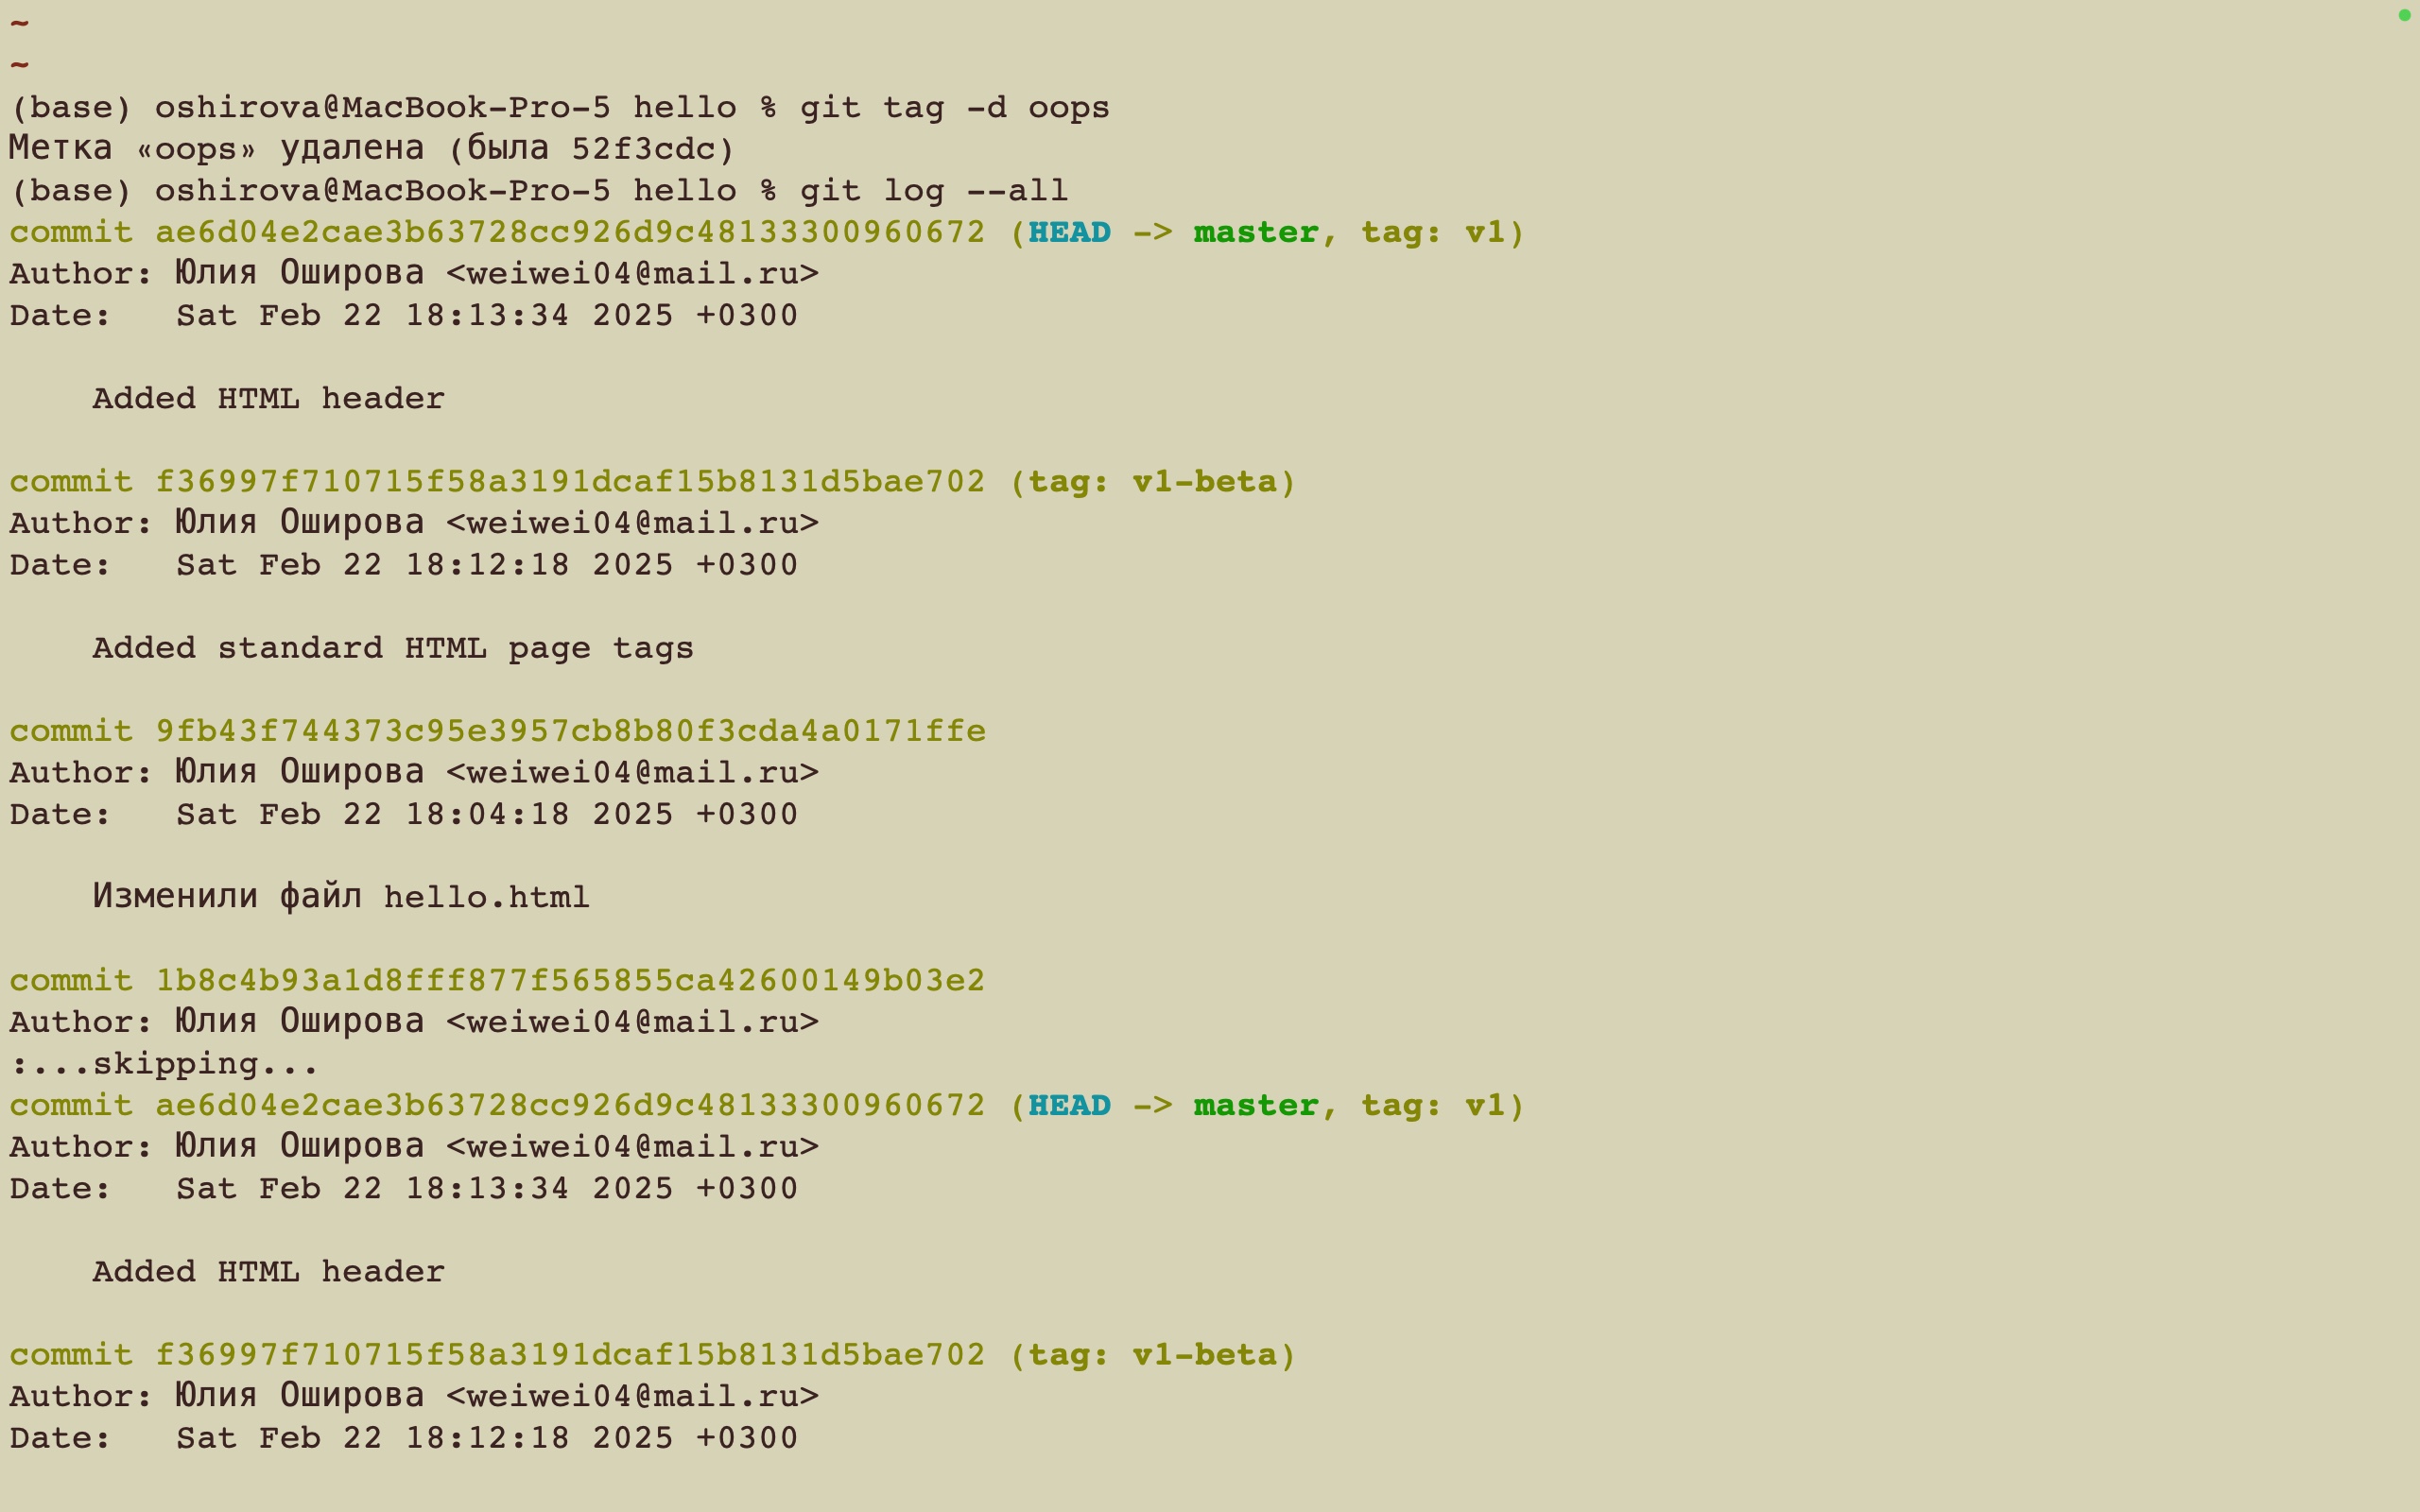 ~
~
(base) oshirova@MacBook-Pro-5 hello % git tag -d oops
Метка «oops» удалена (была 52f3cdc)
(base) oshirova@MacBook-Pro-5 hello % git log --all
commit ae6d04e2cae3b63728cc926d9c48133300960672 (HEAD -> master, tag: v1)
Author: Юлия Оширова <weiwei04@mail.ru>
Date:   Sat Feb 22 18:13:34 2025 +0300
    Added HTML header
commit f36997f710715f58a3191dcaf15b8131d5bae702 (tag: v1-beta)
Author: Юлия Оширова <weiwei04@mail.ru>
Date:   Sat Feb 22 18:12:18 2025 +0300
    Added standard HTML page tags
commit 9fb43f744373c95e3957cb8b80f3cda4a0171ffe
Author: Юлия Оширова <weiwei04@mail.ru>
Date:   Sat Feb 22 18:04:18 2025 +0300
    Изменили файл hello.html
commit 1b8c4b93a1d8fff877f565855ca42600149b03e2
Author: Юлия Оширова <weiwei04@mail.ru>
:...skipping...
commit ae6d04e2cae3b63728cc926d9c48133300960672 (HEAD -> master, tag: v1)
Author: Юлия Оширова <weiwei04@mail.ru>
Date:   Sat Feb 22 18:13:34 2025 +0300
    Added HTML header
commit f36997f710715f58a3191dcaf15b8131d5bae702 (tag: v1-beta)
Author: Юлия Оширова <weiwei04@mail.ru>
Date:   Sat Feb 22 18:12:18 2025 +0300